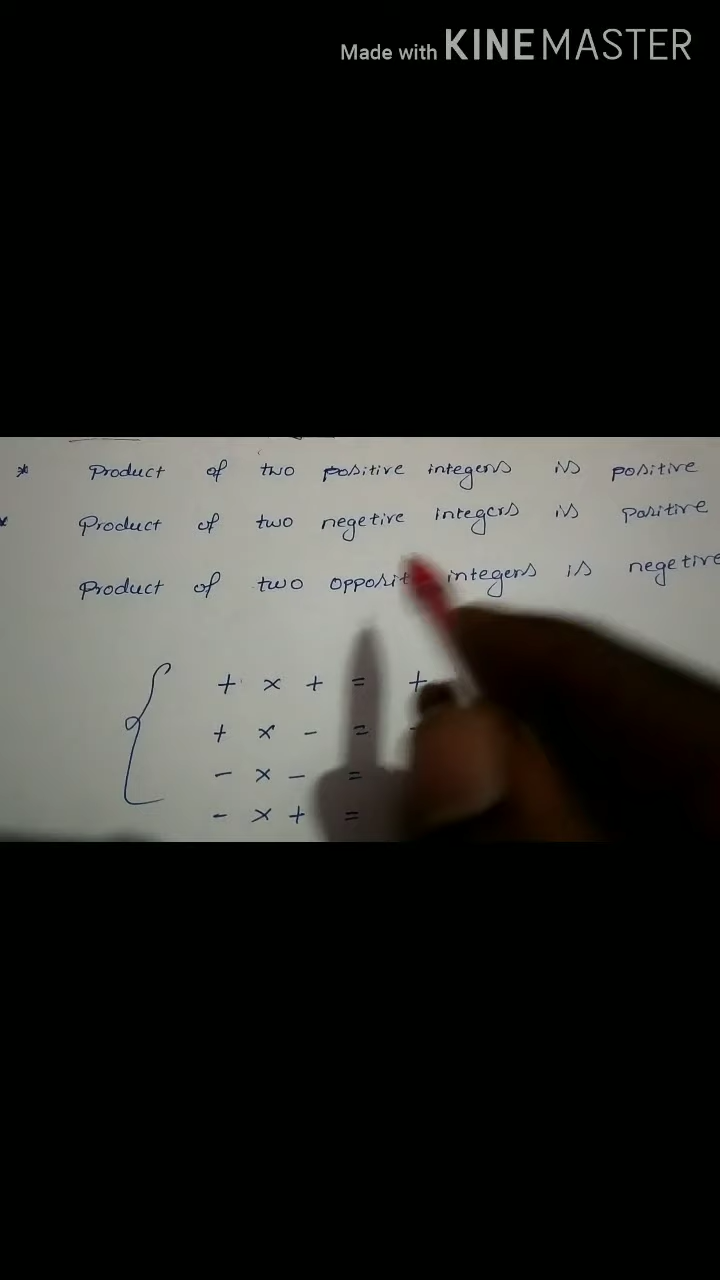 Made with KINEMASTER
* Product of two positive integers is positive
* Product of two negetive integers is positive
Product of two opposit integers is negetive
+ × + = +
+ × - =
- × - =
- × + =